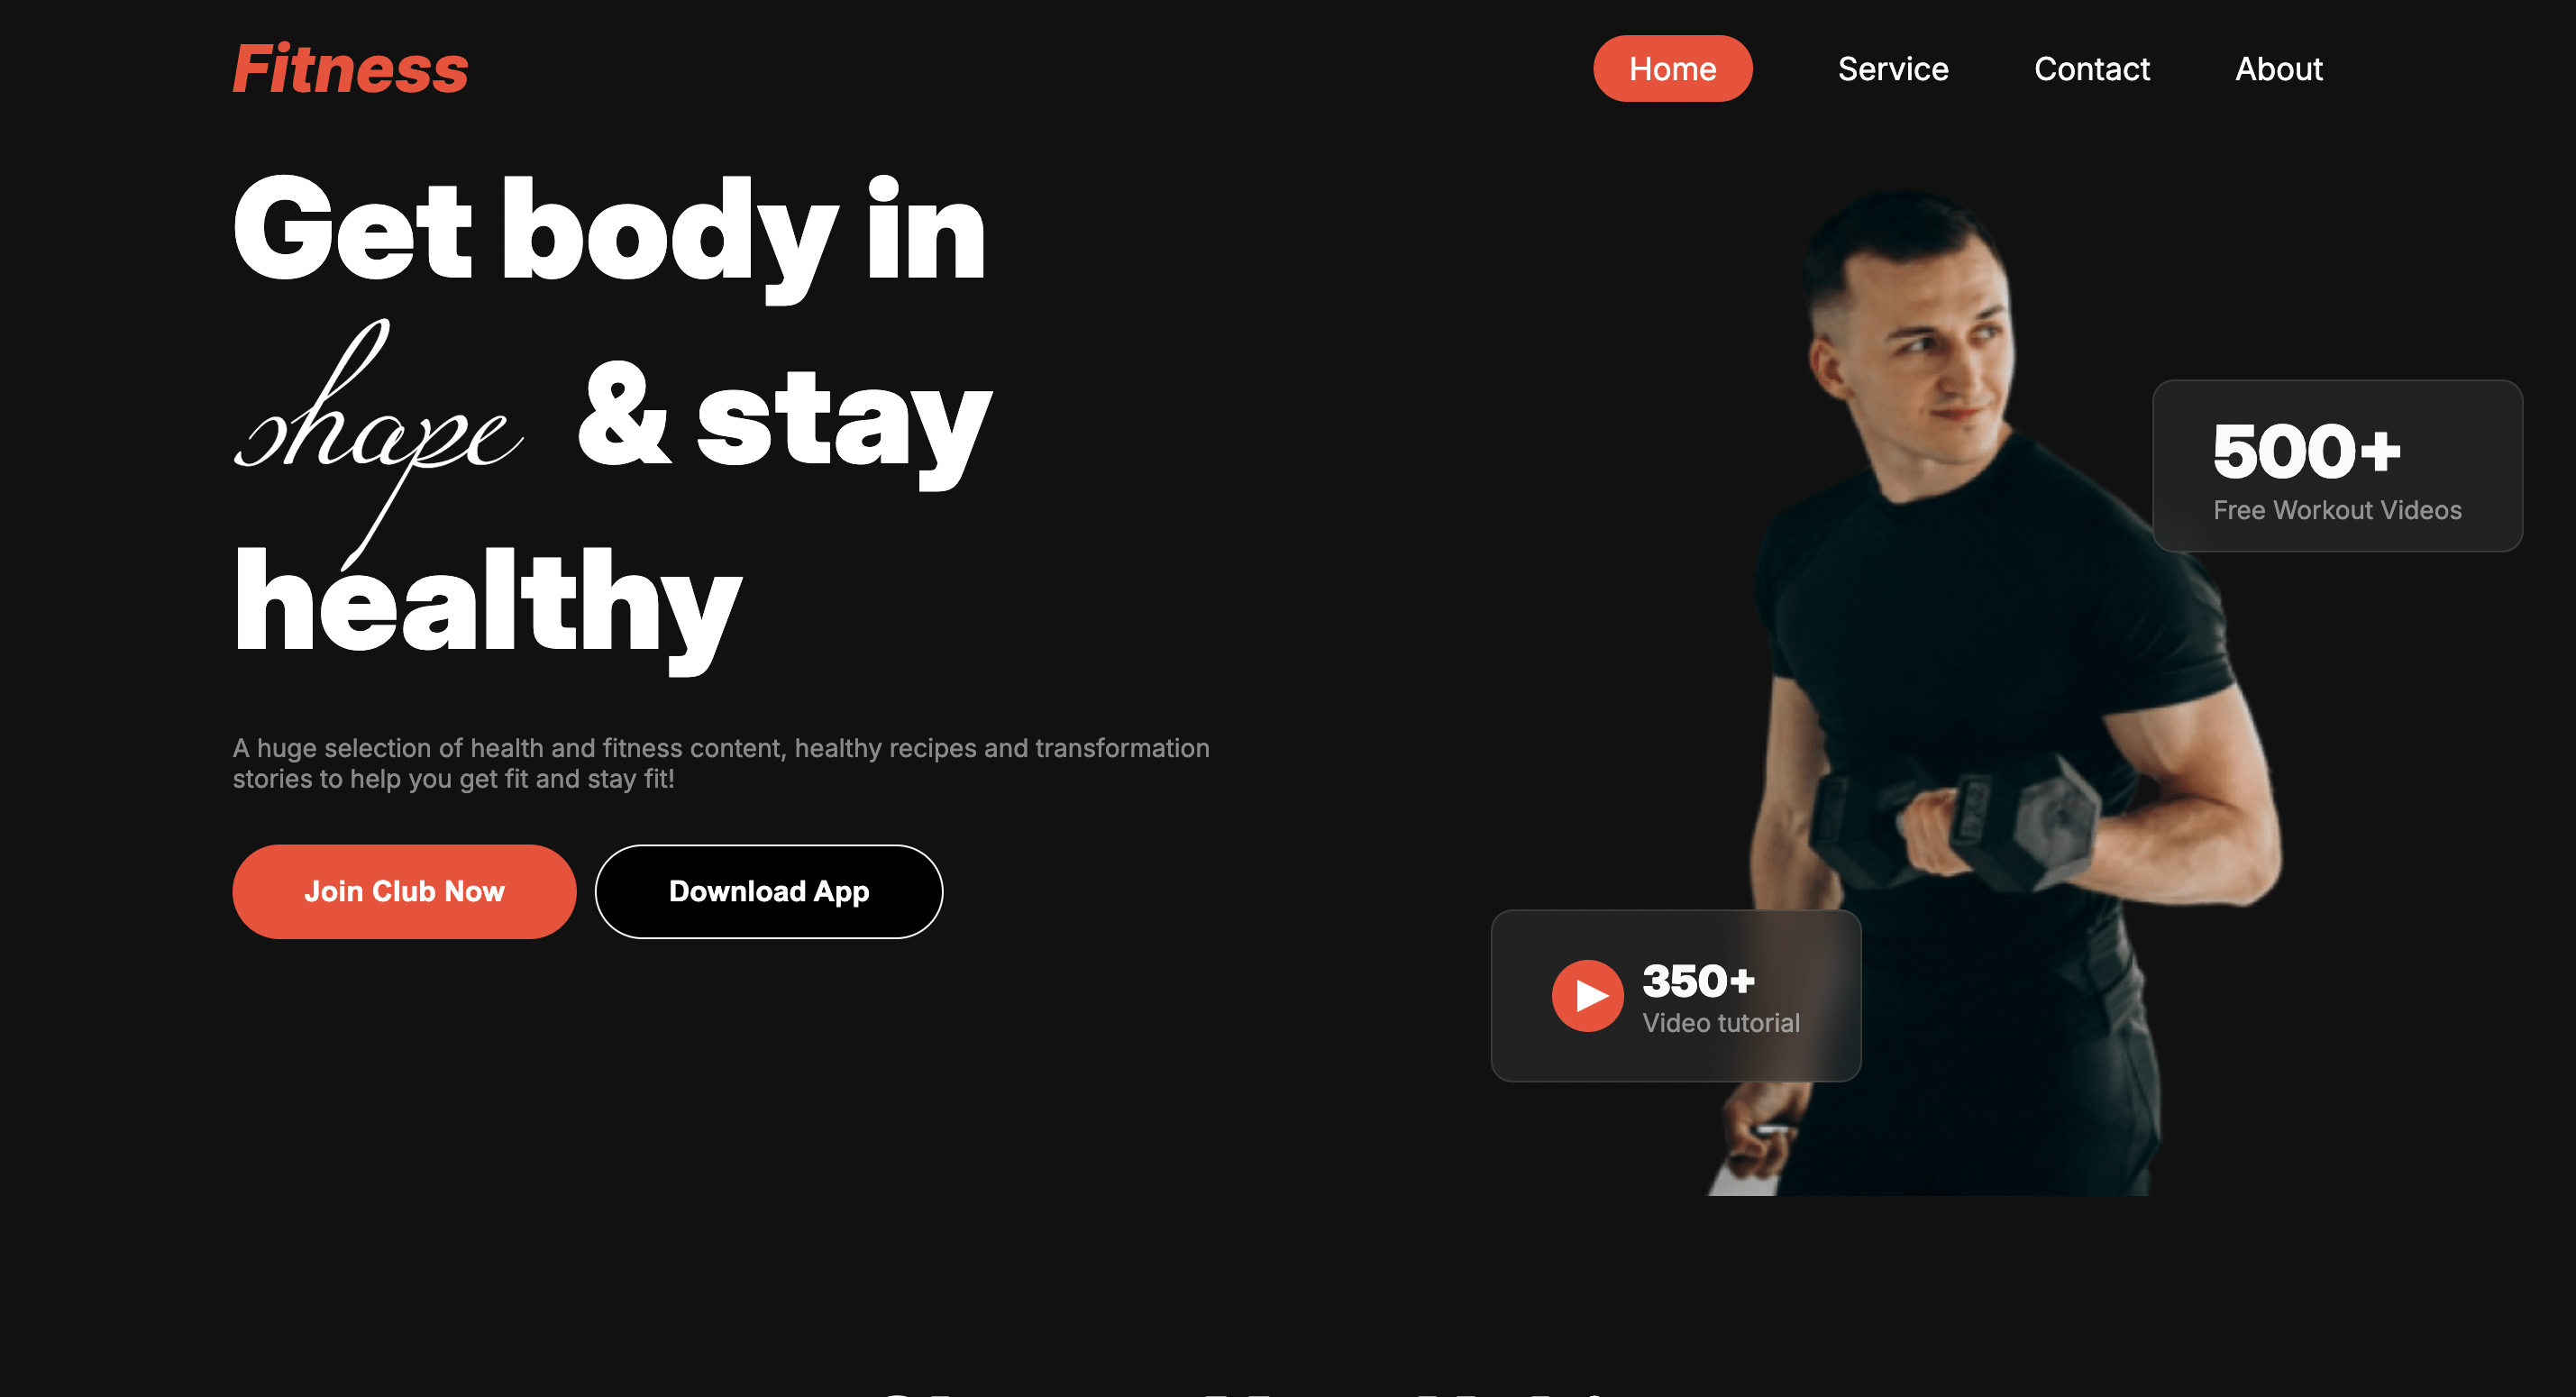 Fitness
Home
Service
Contact
About
Get body in
shape & stay
healthy
A huge selection of health and fitness content, healthy recipes and transformation
stories to help you get fit and stay fit!
Join Club Now
Download App
500+
Free Workout Videos
350+
Video tutorial